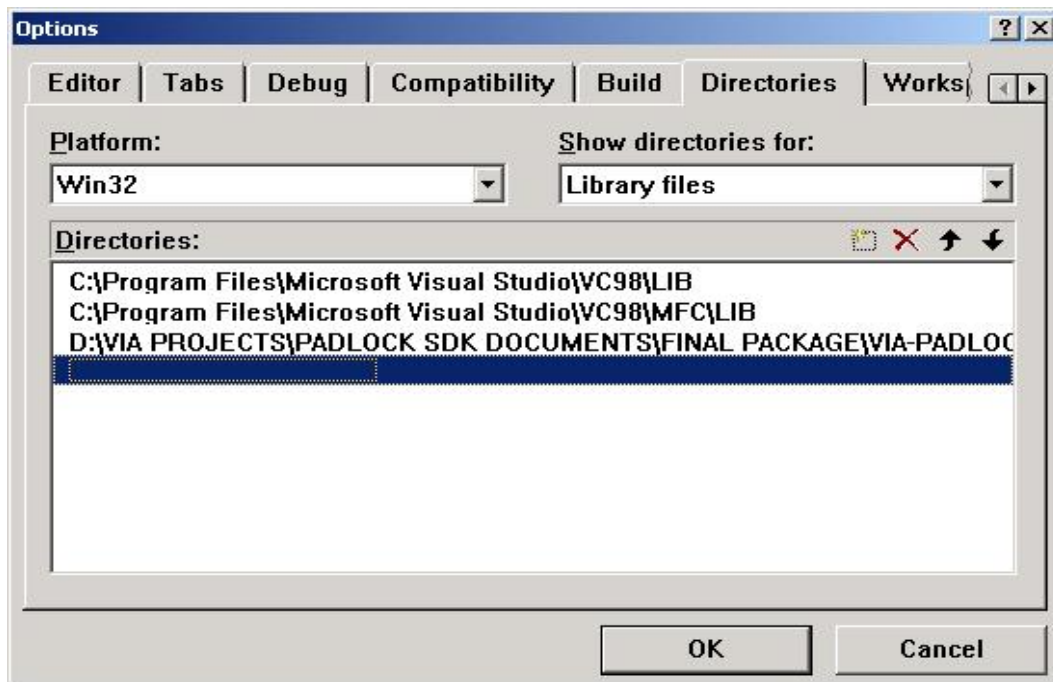 Options
Editor Tabs Debug Compatibility Build Directories Works
Platform: Show directories for:
Win32 Library files
Directories:
C:\Program Files\Microsoft Visual Studio\VC98\LIB
C:\Program Files\Microsoft Visual Studio\VC98\MFC\LIB
D:\VIA PROJECTS\PADLOCK SDK DOCUMENTS\FINAL PACKAGE\VIA-PADLOC
OK Cancel